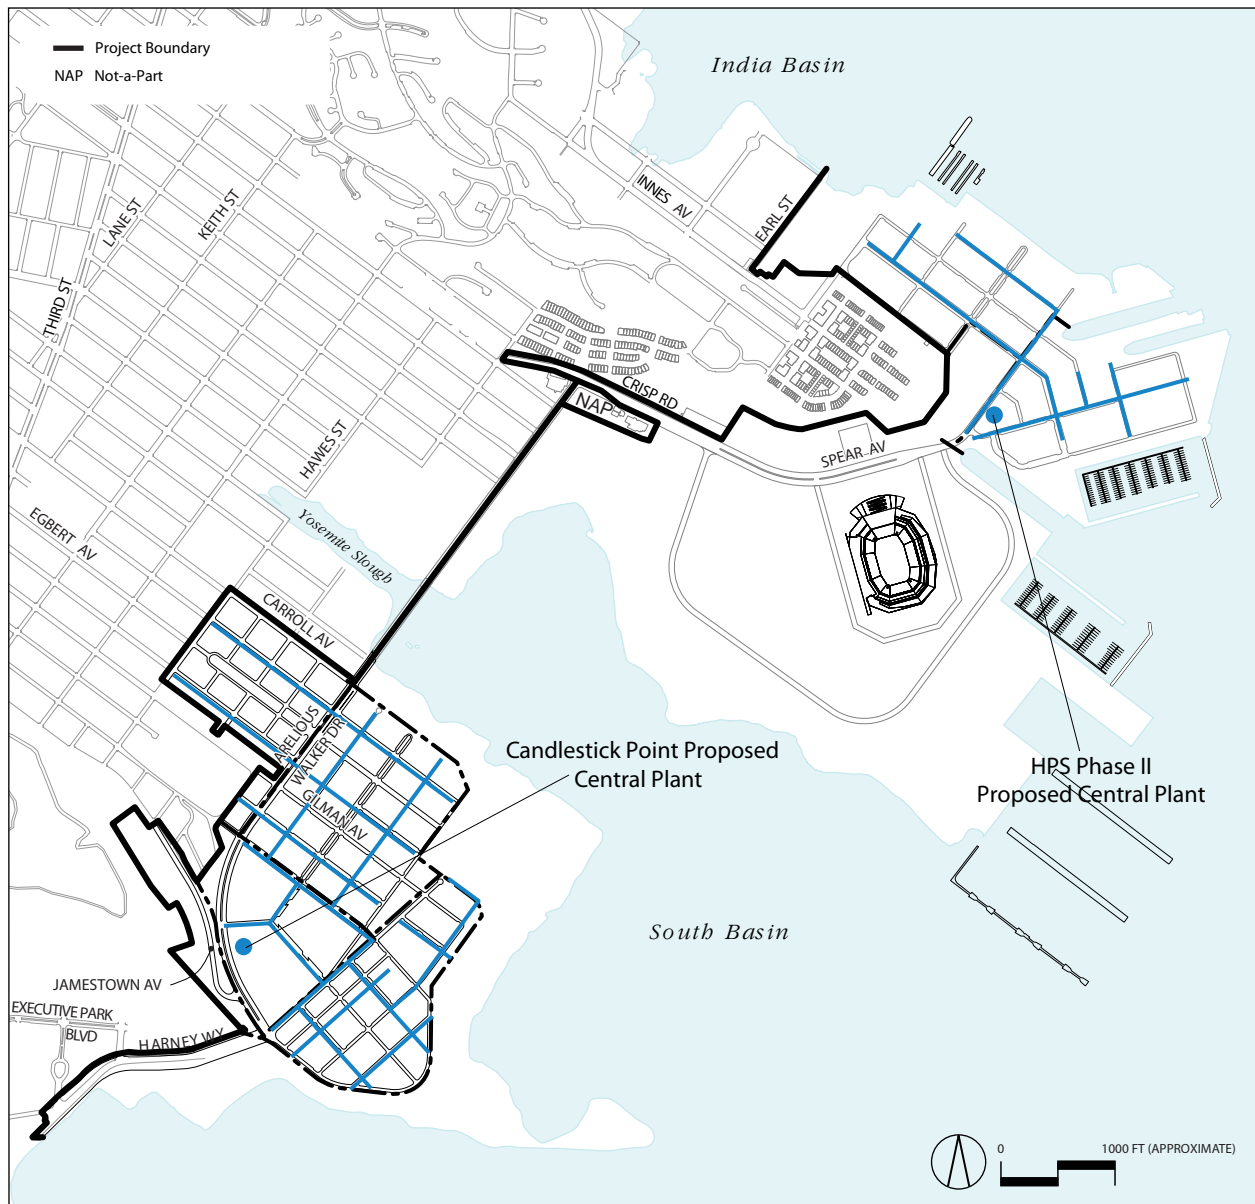 Project Boundary
NAP Not-a-Part
India Basin
INNES AV
EARL ST
LANE ST
KEITH ST
THIRD ST
CRISP RD
NAP
HAWES ST
SPEAR AV
EGBERT AV
Yosemite Slough
CARROLL AV
ARELIOUS
WALKER DR
GILMAN AV
Candlestick Point Proposed
Central Plant
HPS Phase II
Proposed Central Plant
South Basin
JAMESTOWN AV
EXECUTIVE PARK
BLVD
HARNEY WY
0 1000 FT (APPROXIMATE)